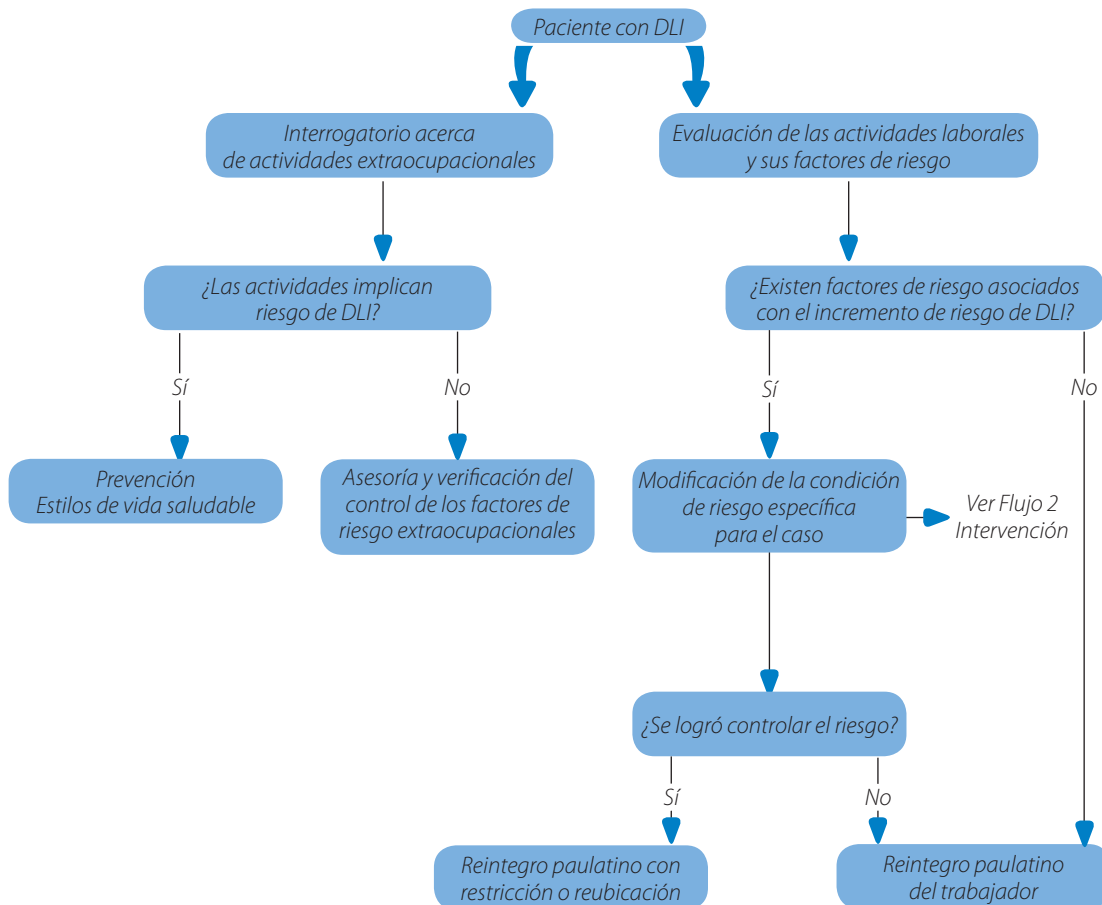 Paciente con DLI
Interrogatorio acerca
de actividades extraocupacionales
Evaluación de las actividades laborales
y sus factores de riesgo
¿Las actividades implican
riesgo de DLI?
¿Existen factores de riesgo asociados
con el incremento de riesgo de DLI?
Sí
No
Sí
No
Prevención
Estilos de vida saludable
Asesoría y verificación del
control de los factores de
riesgo extraocupacionales
Modificación de la condición
de riesgo específica
para el caso
Ver Flujo 2
Intervención
¿Se logró controlar el riesgo?
Sí
No
Reintegro paulatino con
restricción o reubicación
Reintegro paulatino
del trabajador